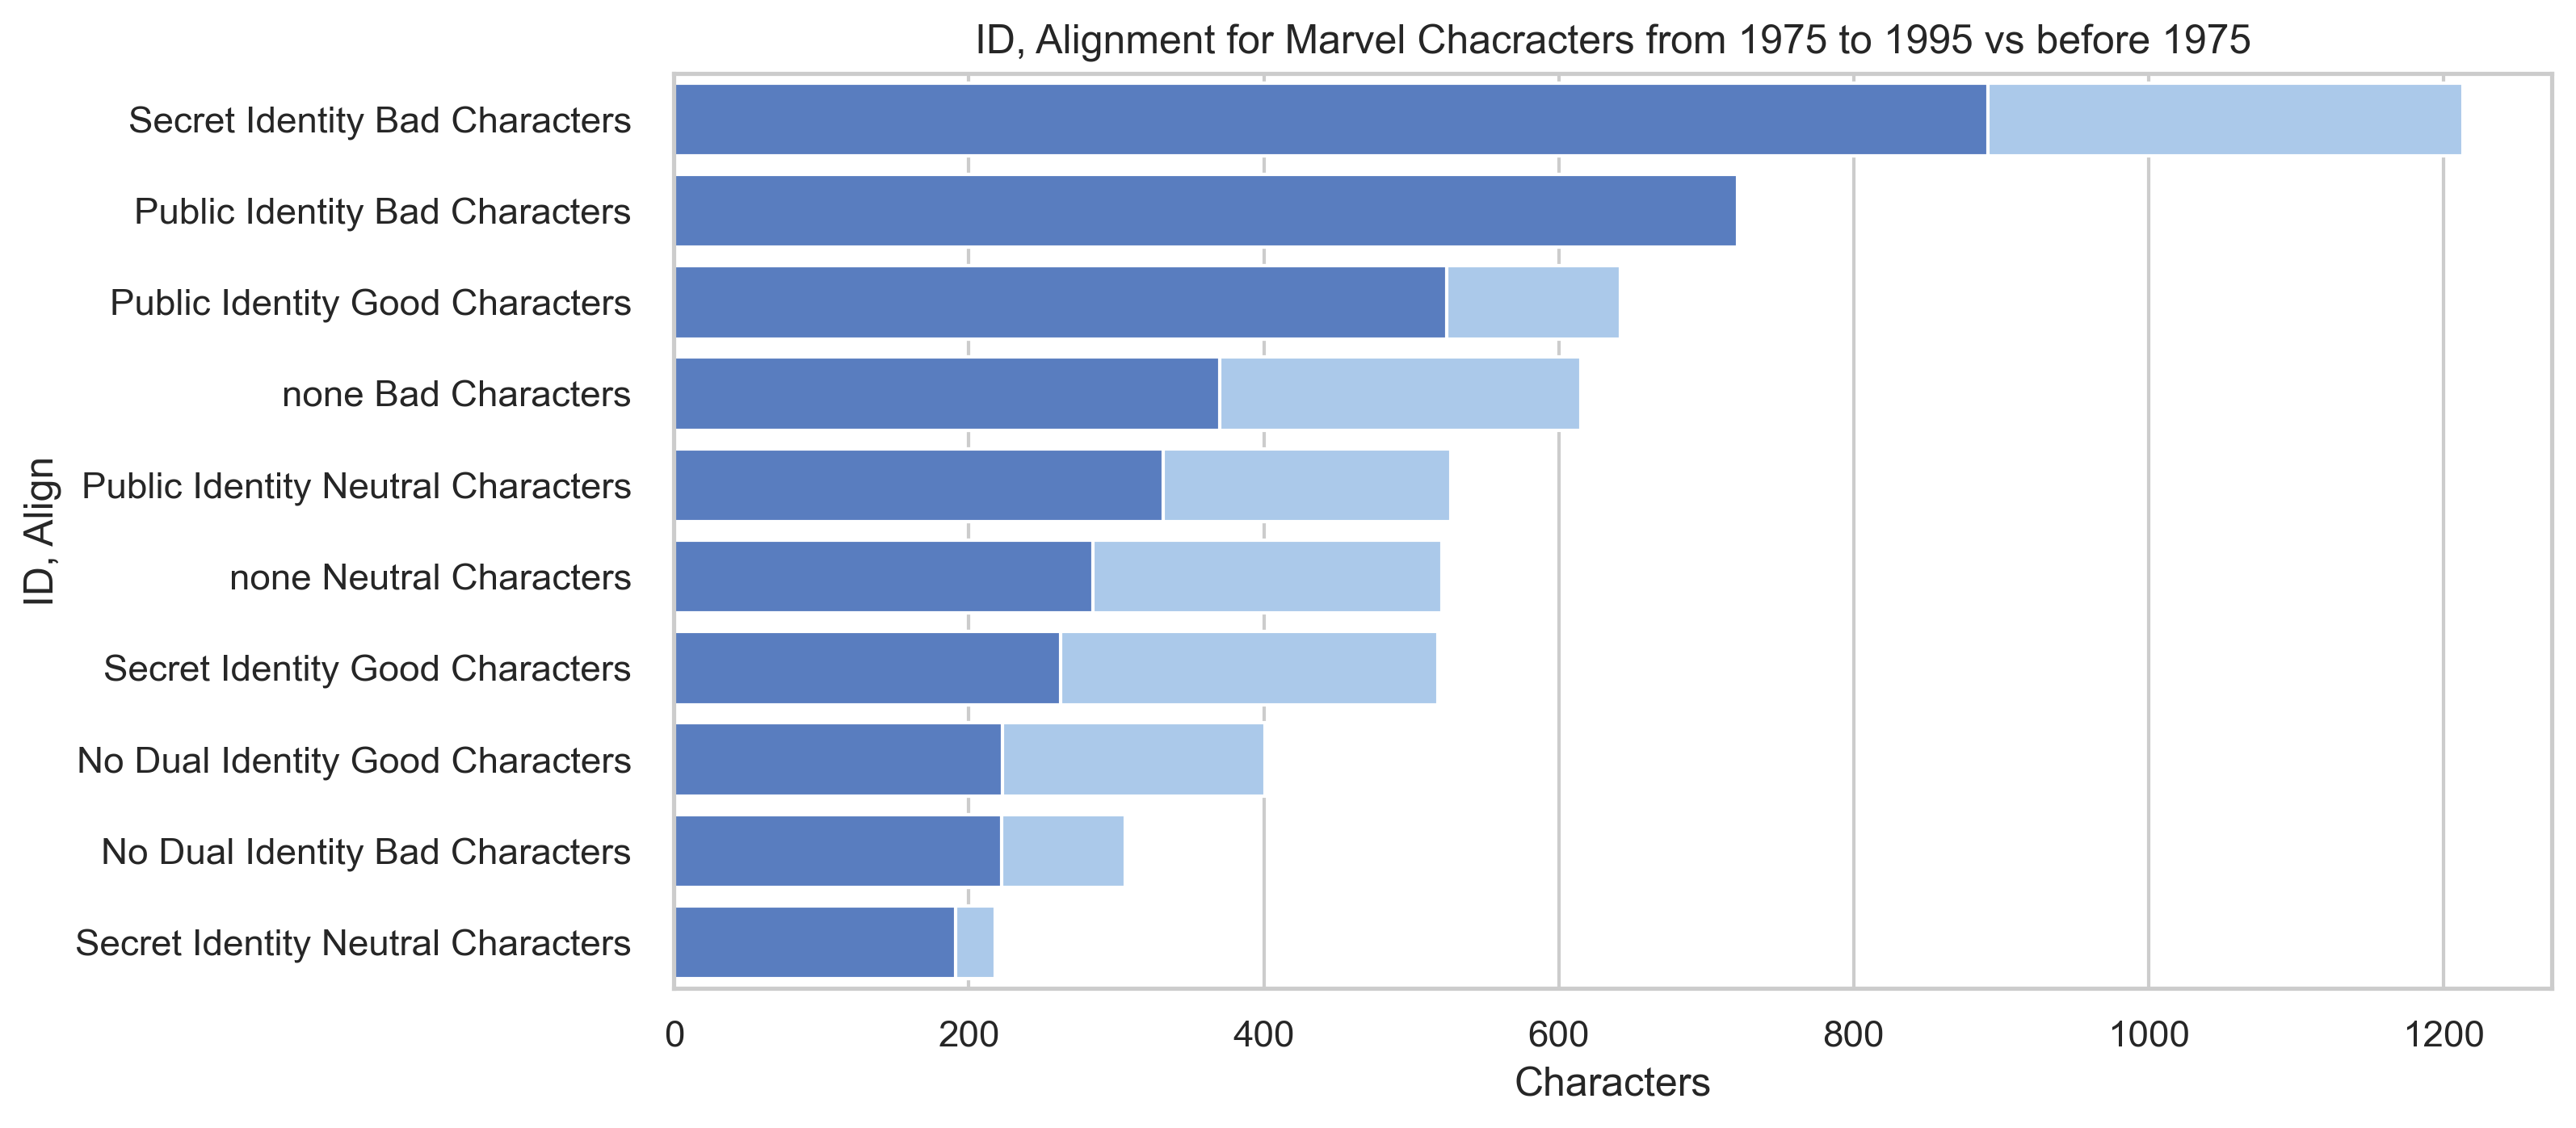 ID, Alignment for Marvel Chacracters from 1975 to 1995 vs before 1975
ID, Align
Secret Identity Bad Characters
Public Identity Bad Characters
Public Identity Good Characters
none Bad Characters
Public Identity Neutral Characters
none Neutral Characters
Secret Identity Good Characters
No Dual Identity Good Characters
No Dual Identity Bad Characters
Secret Identity Neutral Characters
0 200 400 600 800 1000 1200
Characters